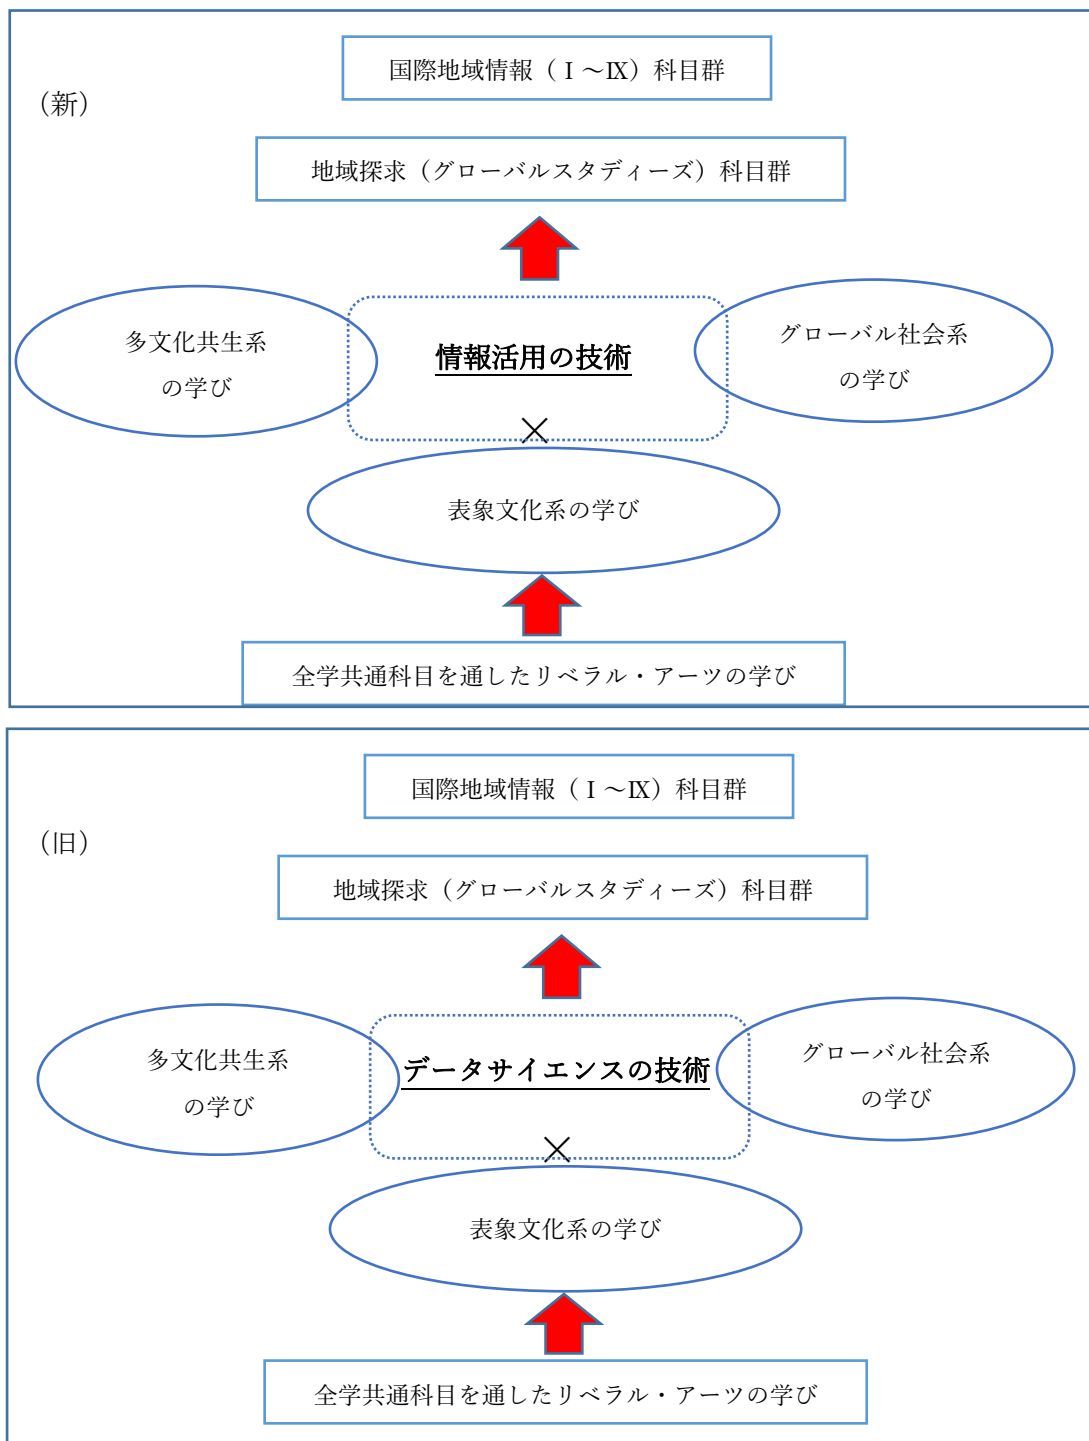 国際地域情報（Ⅰ～Ⅸ）科目群
（新）
地域探求（グローバルスタディーズ）科目群
多文化共生系
の学び
情報活用の技術
グローバル社会系
の学び
×
表象文化系の学び
全学共通科目を通したリベラル・アーツの学び
国際地域情報（Ⅰ～Ⅸ）科目群
（旧）
地域探求（グローバルスタディーズ）科目群
多文化共生系
の学び
データサイエンスの技術
グローバル社会系
の学び
×
表象文化系の学び
全学共通科目を通したリベラル・アーツの学び